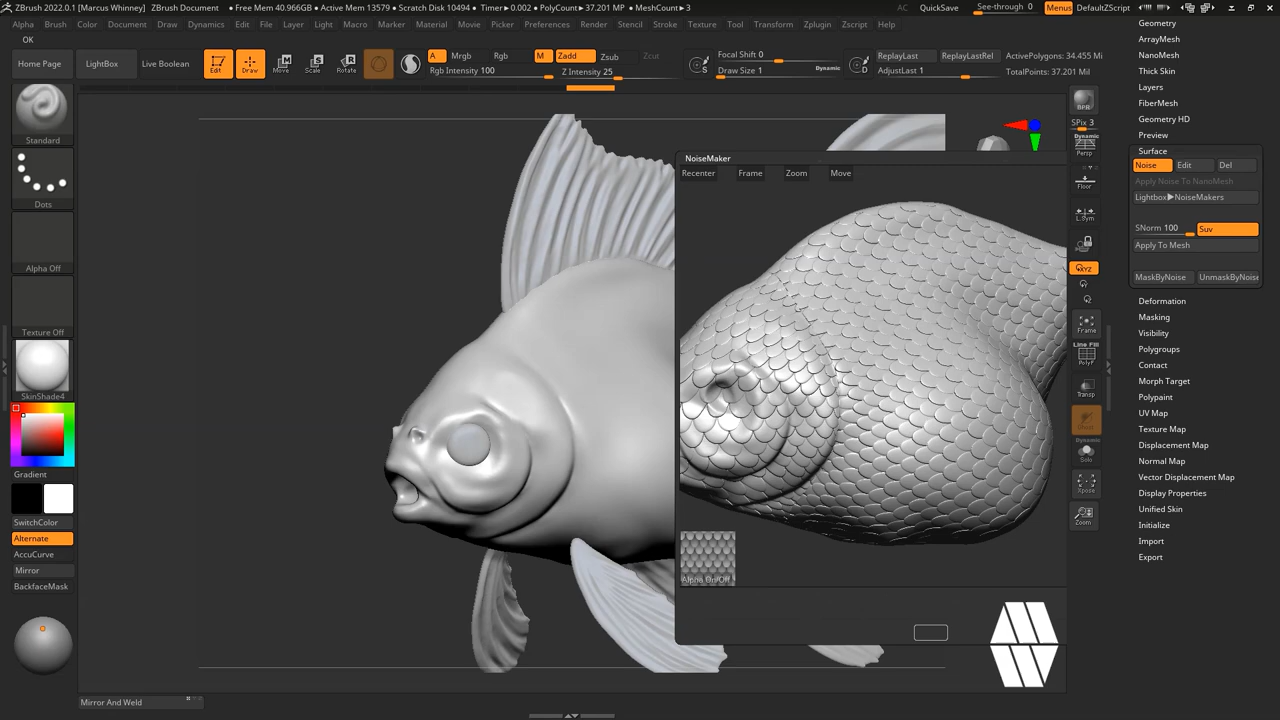 ZBrush 2022.0.1 [Marcus Whinney] ZBrush Document ● Free Mem 40.966GB ● Active Mem 13579 ● Scratch Disk 10494 ● Timer▶0.002 ● PolyCount▶37.201 MP ● MeshCount▶3 AC QuickSave See-through 0 Menus DefaultZScript
Alpha Brush Color Document Draw Dynamics Edit File Layer Light Macro Marker Material Movie Picker Preferences Render Stencil Stroke Texture Tool Transform Zplugin Zscript Help
OK
Home Page LightBox Live Boolean Edit Draw Move Scale Rotate
A Mrgb Rgb M Zadd Zsub Zcut
Rgb Intensity 100 Z Intensity 25
Focal Shift 0
Draw Size 1 Dynamic
ReplayLast ReplayLastRel ActivePolygons: 34.455 Mi
AdjustLast 1 TotalPoints: 37.201 Mi
Standard
Dots
Alpha Off
Texture Off
SkinShade4
Gradient
SwitchColor
Alternate
AccuCurve
Mirror
BackfaceMask
Mirror And Weld
NoiseMaker
Recenter Frame Zoom Move
Alpha On/Off
BPR
SPix 3
Dynamic
Persp
Floor
L.Sym
Xyz
Frame
Line Fill
PolyF
Transp
Ghost
Dynamic
Solo
Xpose
Zoom
Geometry
ArrayMesh
NanoMesh
Thick Skin
Layers
FiberMesh
Geometry HD
Preview
Surface
Noise Edit Del
Apply Noise To NanoMesh
Lightbox▶NoiseMakers
SNorm 100 Suv
Apply To Mesh
MaskByNoise UnmaskByNoise
Deformation
Masking
Visibility
Polygroups
Contact
Morph Target
Polypaint
UV Map
Texture Map
Displacement Map
Normal Map
Vector Displacement Map
Display Properties
Unified Skin
Initialize
Import
Export